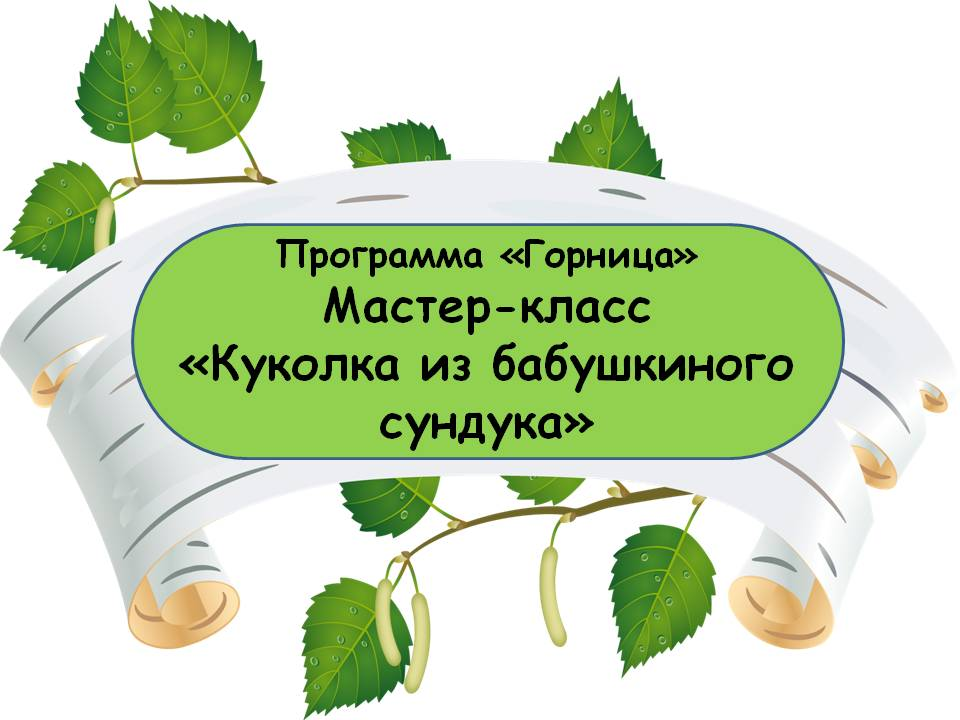 Программа «Горница»
Мастер-класс
«Куколка из бабушкиного
сундука»